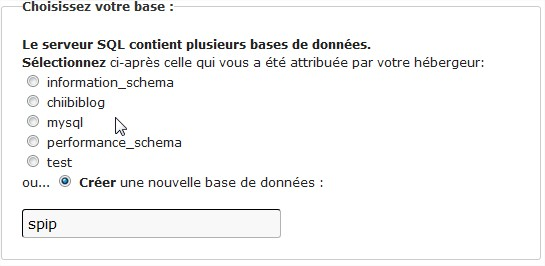 Choisissez votre base :
Le serveur SQL contient plusieurs bases de données.
Sélectionnez ci-après celle qui vous a été attribuée par votre hébergeur:
information_schema
chiibiblog
mysql
performance_schema
test
ou... Créer une nouvelle base de données :
spip